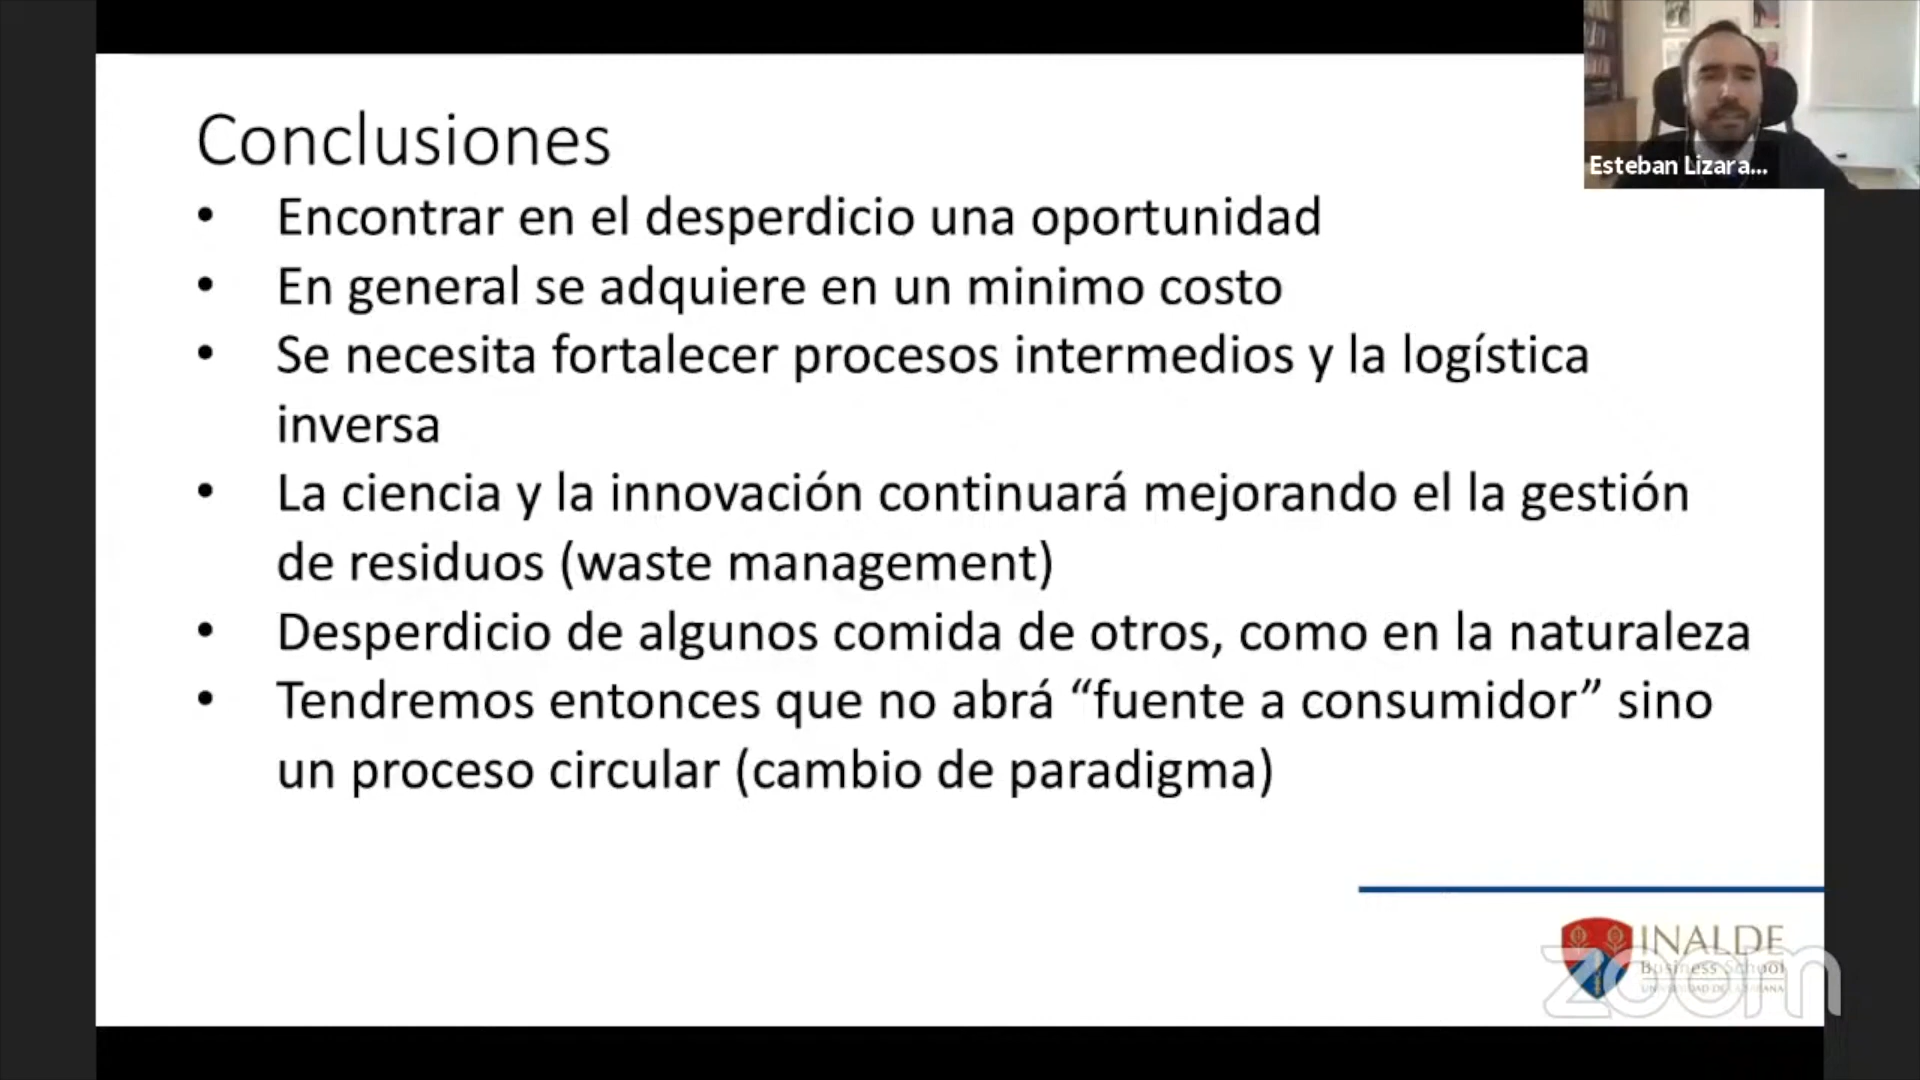 Esteban Lizara...
Conclusiones
• Encontrar en el desperdicio una oportunidad
• En general se adquiere en un minimo costo
• Se necesita fortalecer procesos intermedios y la logística
inversa
• La ciencia y la innovación continuará mejorando el la gestión
de residuos (waste management)
• Desperdicio de algunos comida de otros, como en la naturaleza
• Tendremos entonces que no abrá “fuente a consumidor” sino
un proceso circular (cambio de paradigma)
INALDE
Business School
zoom